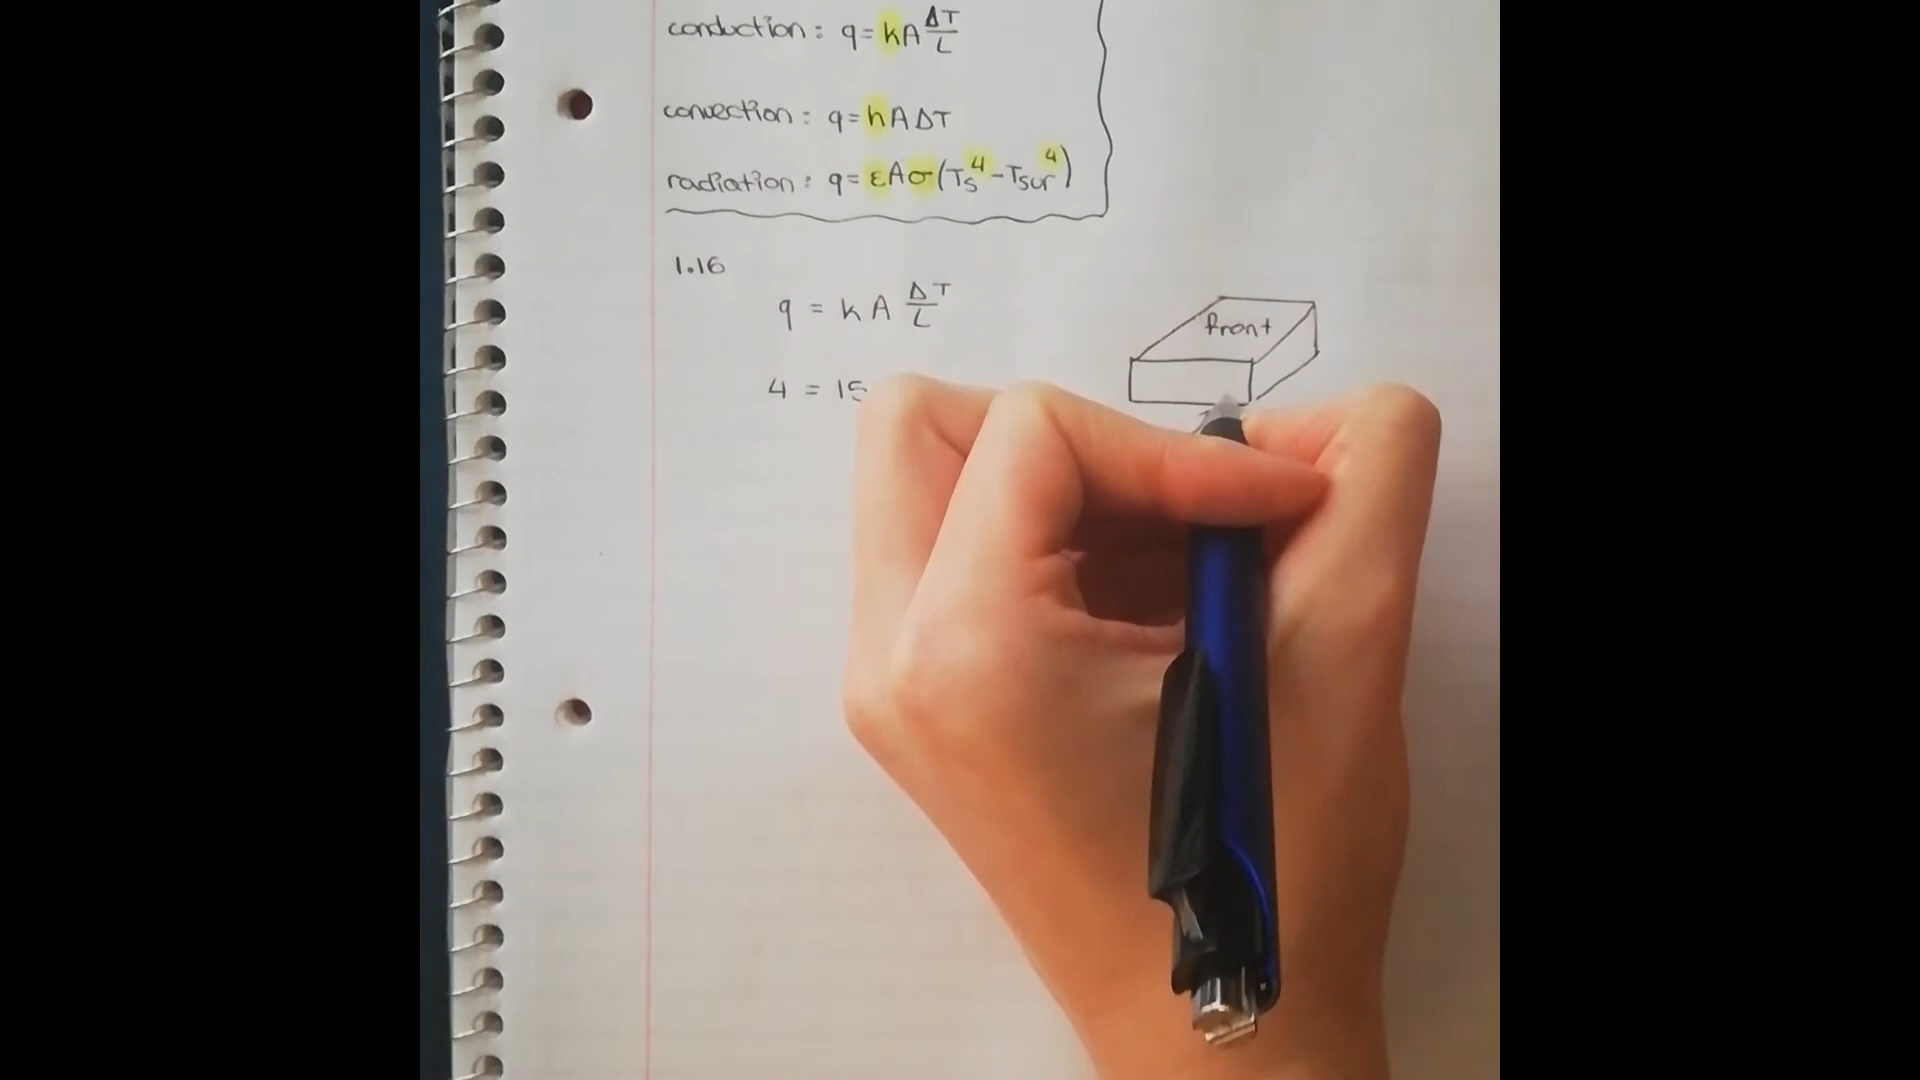 conduction: q = kA ΔT/L
convection: q = hAΔT
radiation: q = εAσ(Ts⁴ - Tsur⁴)
1.16
q = kA ΔT/L
front
4 = 15